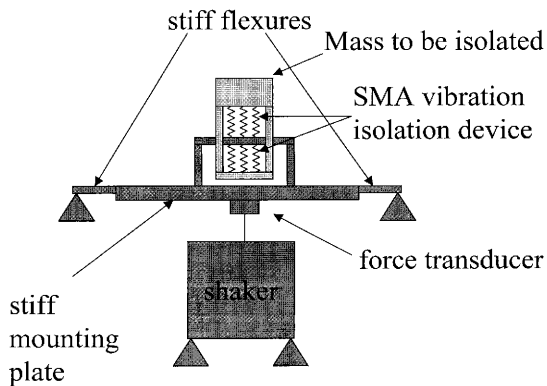 stiff flexures
Mass to be isolated
SMA vibration
isolation device
force transducer
shaker
stiff
mounting
plate